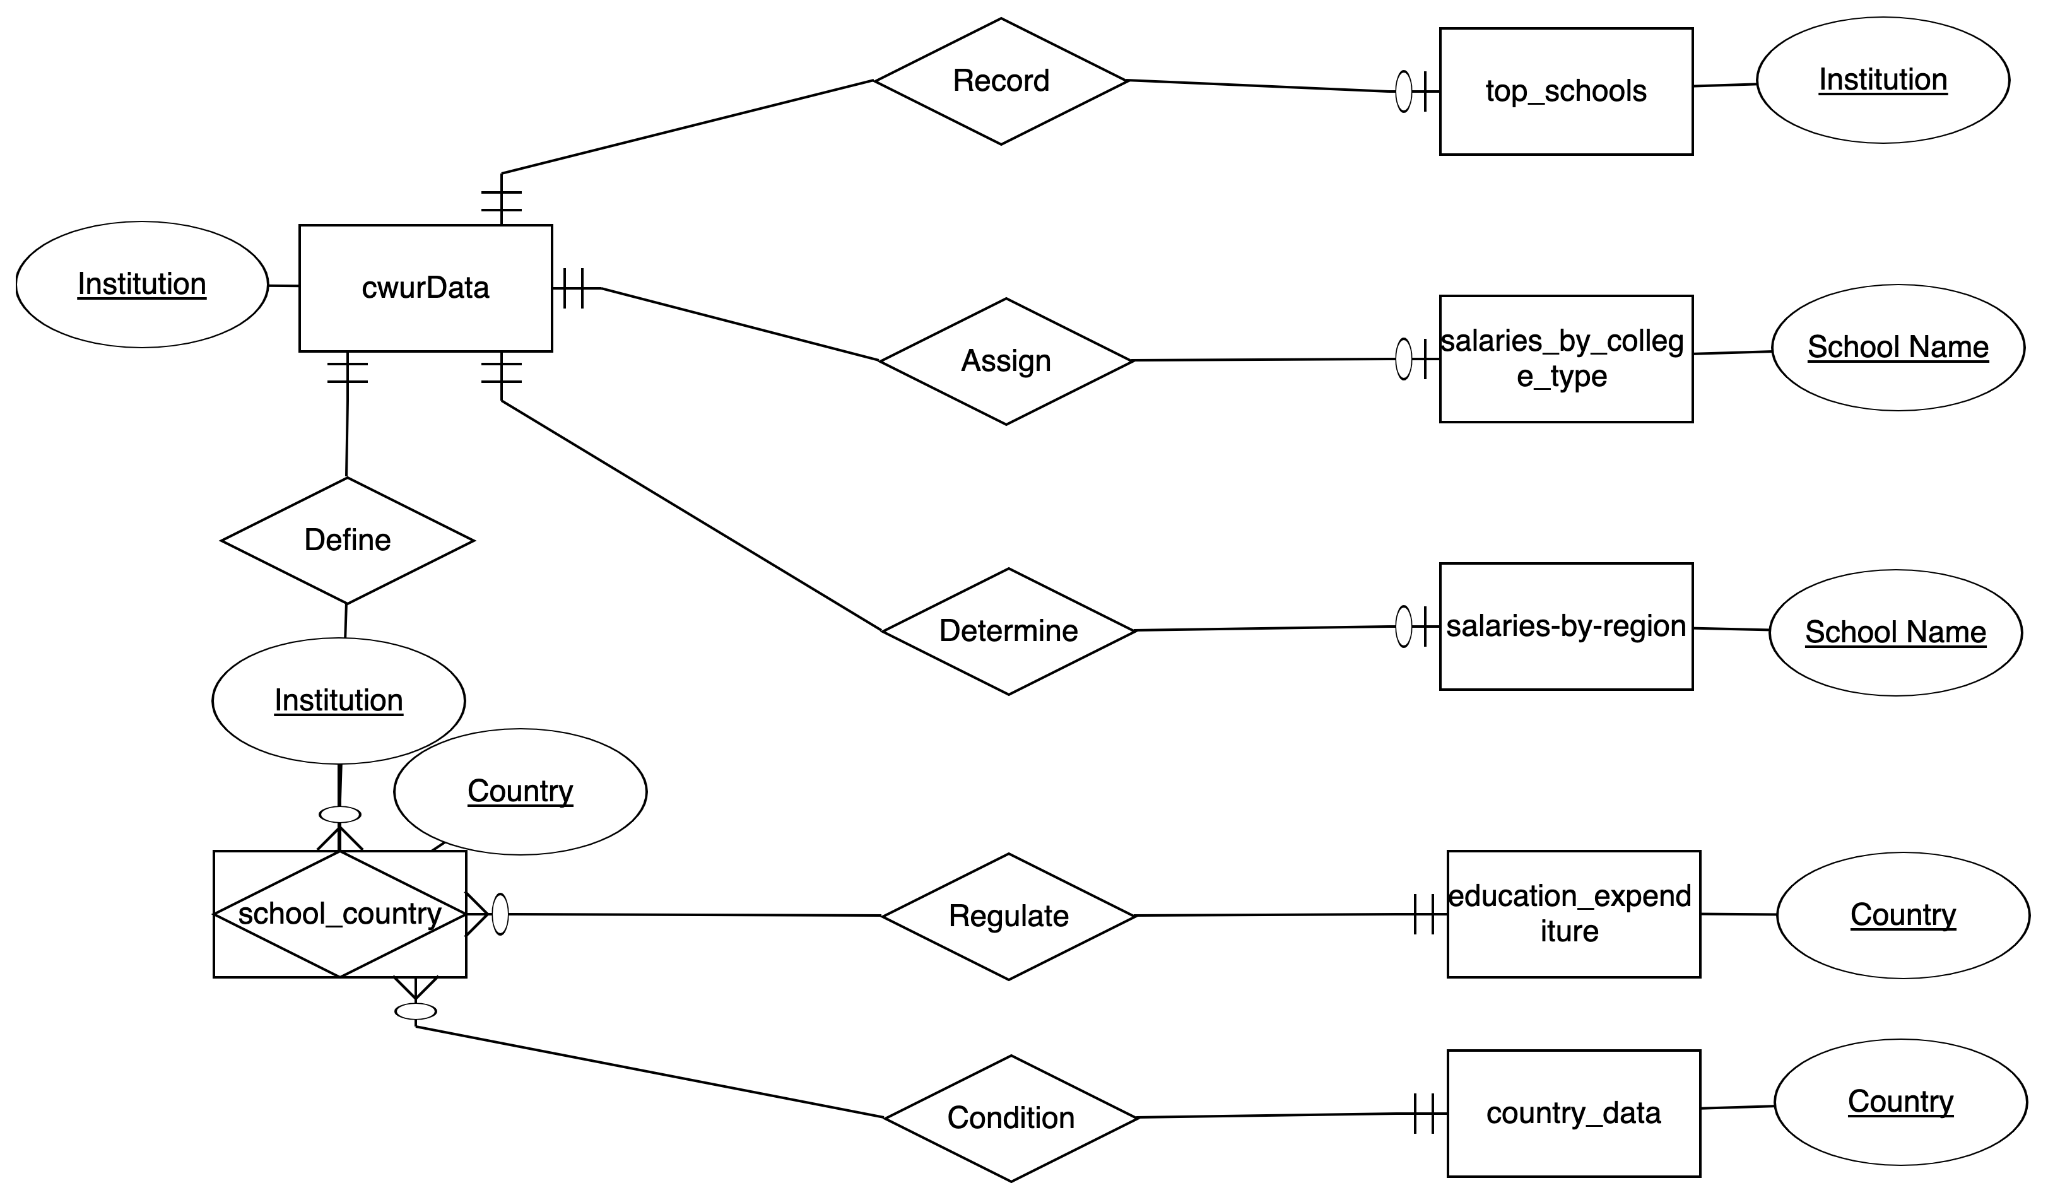 Record
top_schools
Institution
Institution
cwurData
Assign
salaries_by_colleg
e_type
School Name
Define
Determine
salaries-by-region
School Name
Institution
Country
school_country
Regulate
education_expend
iture
Country
Condition
country_data
Country